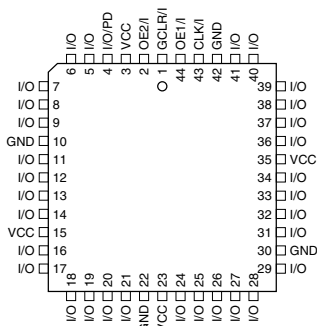 I/O
I/O
I/O/PD
VCC
OE2/I
GCLR/I
OE1/I
CLK/I
GND
I/O
I/O
6
5
4
3
2
1
44
43
42
41
40
I/O 7
I/O 8
I/O 9
GND 10
I/O 11
I/O 12
I/O 13
I/O 14
VCC 15
I/O 16
I/O 17
39 I/O
38 I/O
37 I/O
36 I/O
35 VCC
34 I/O
33 I/O
32 I/O
31 I/O
30 GND
29 I/O
18
19
20
21
22
23
24
25
26
27
28
I/O
I/O
I/O
I/O
GND
VCC
I/O
I/O
I/O
I/O
I/O